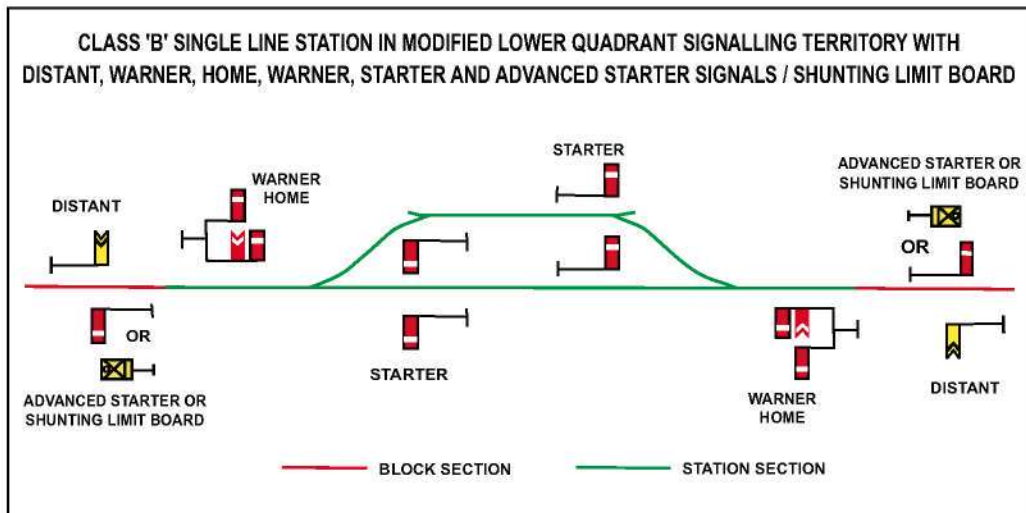 CLASS 'B' SINGLE LINE STATION IN MODIFIED LOWER QUADRANT SIGNALLING TERRITORY WITH
DISTANT, WARNER, HOME, WARNER, STARTER AND ADVANCED STARTER SIGNALS / SHUNTING LIMIT BOARD
DISTANT
WARNER
HOME
STARTER
ADVANCED STARTER OR
SHUNTING LIMIT BOARD
OR
OR
ADVANCED STARTER OR
SHUNTING LIMIT BOARD
STARTER
WARNER
HOME
DISTANT
BLOCK SECTION
STATION SECTION